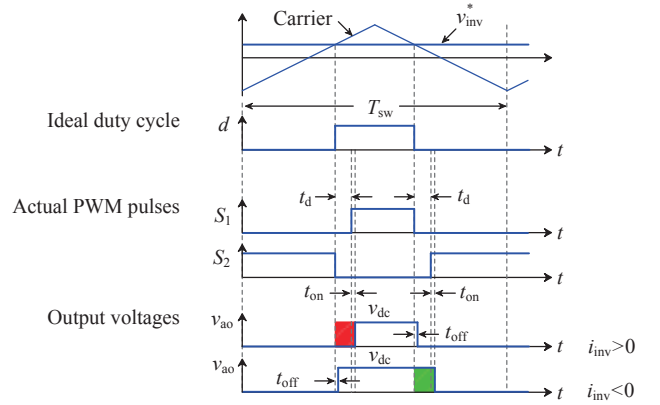 Carrier v*inv
Tsw
Ideal duty cycle d t
td td
Actual PWM pulses S1 t
S2 t
ton vdc ton
Output voltages vao toff t iinv>0
vdc
vao toff t iinv<0